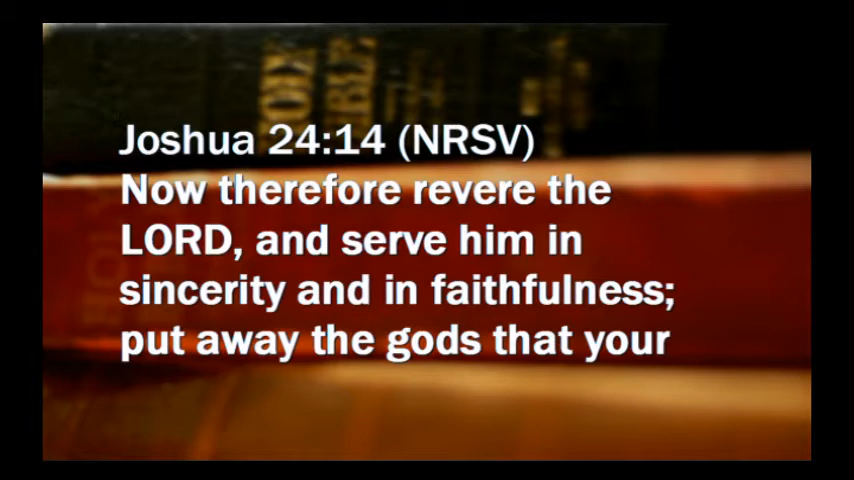 Joshua 24:14 (NRSV)
Now therefore revere the
LORD, and serve him in
sincerity and in faithfulness;
put away the gods that your